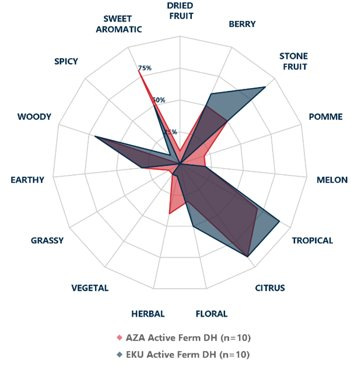 DRIED
FRUIT
SWEET
AROMATIC
BERRY
STONE
FRUIT
SPICY
75%
50%
25%
WOODY
POMME
EARTHY
MELON
GRASSY
TROPICAL
VEGETAL
CITRUS
HERBAL
FLORAL
AZA Active Ferm DH (n=10)
EKU Active Ferm DH (n=10)